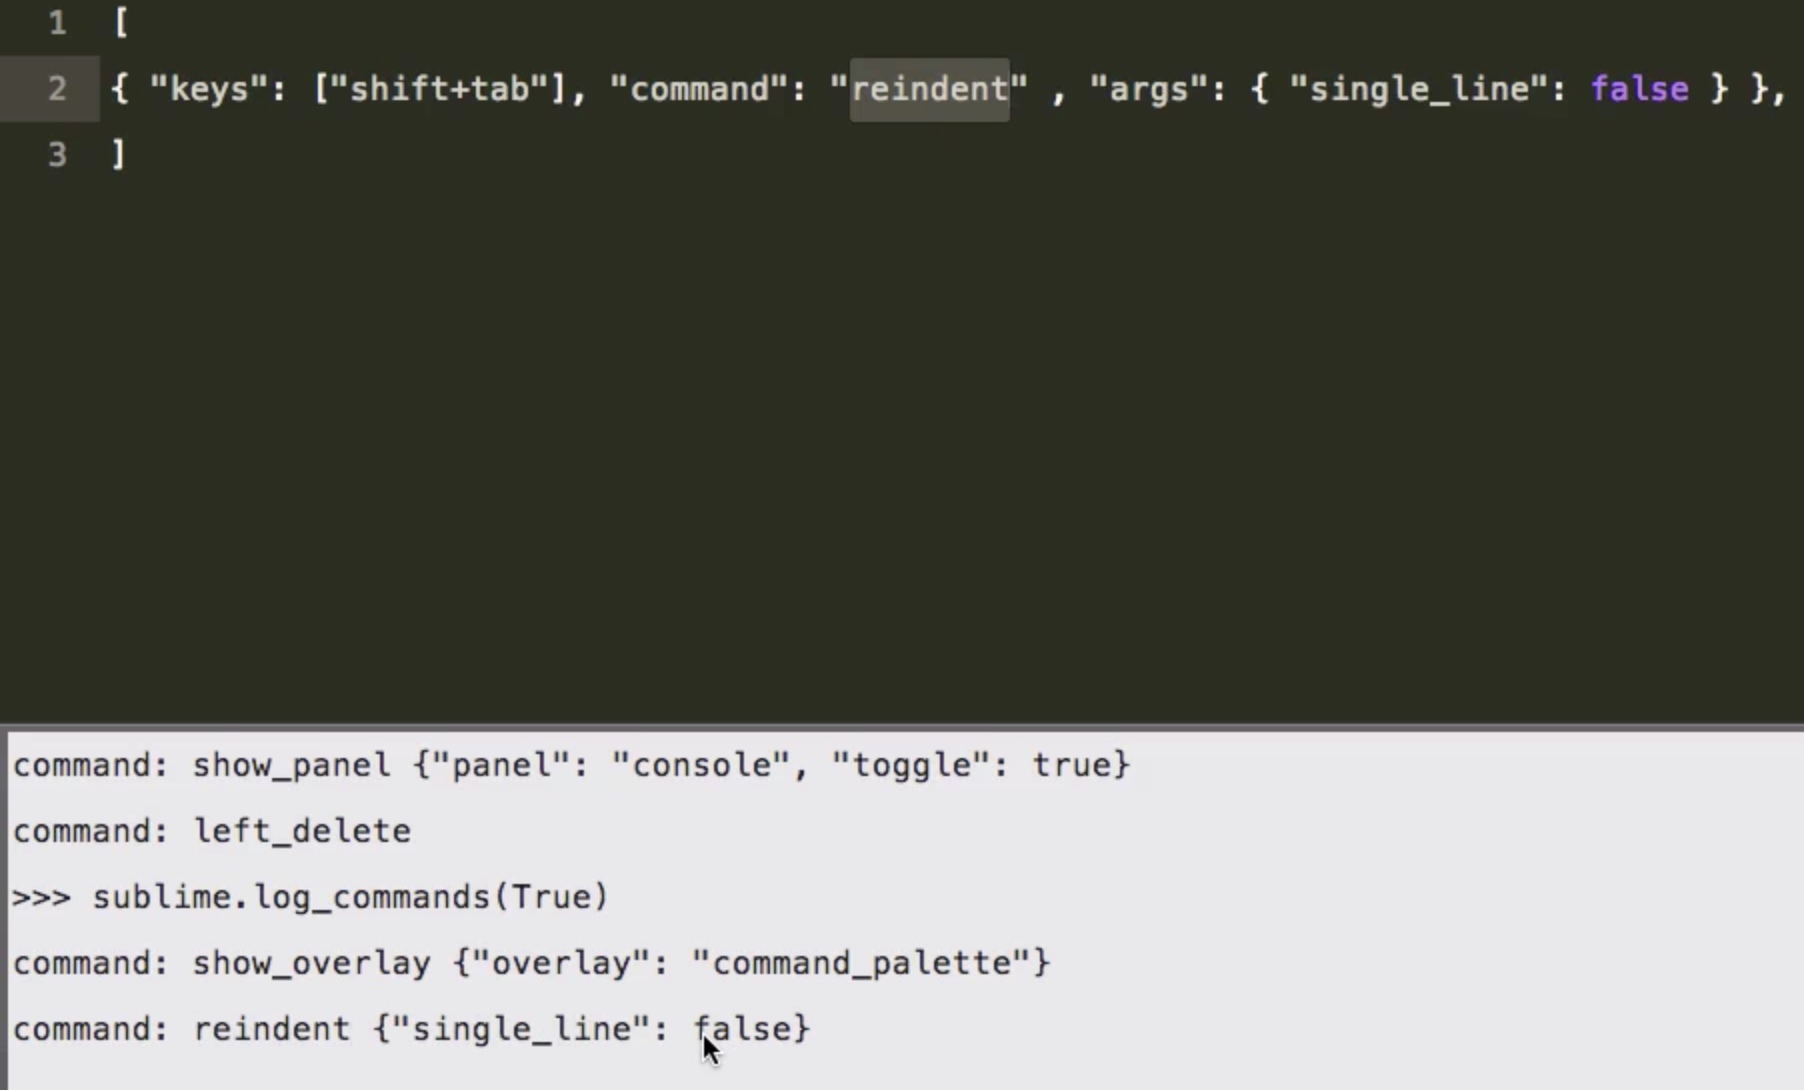 1 [
2 { "keys": ["shift+tab"], "command": "reindent" , "args": { "single_line": false } },
3 ]
command: show_panel {"panel": "console", "toggle": true}
command: left_delete
>>> sublime.log_commands(True)
command: show_overlay {"overlay": "command_palette"}
command: reindent {"single_line": false}